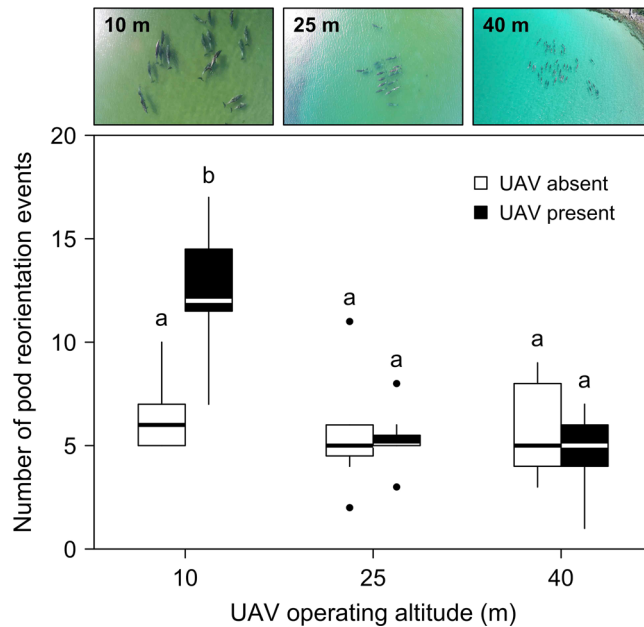 10 m
25 m
40 m
Number of pod reorientation events
20
15
10
5
0
UAV absent
UAV present
a
b
a
a
a
a
10
25
40
UAV operating altitude (m)